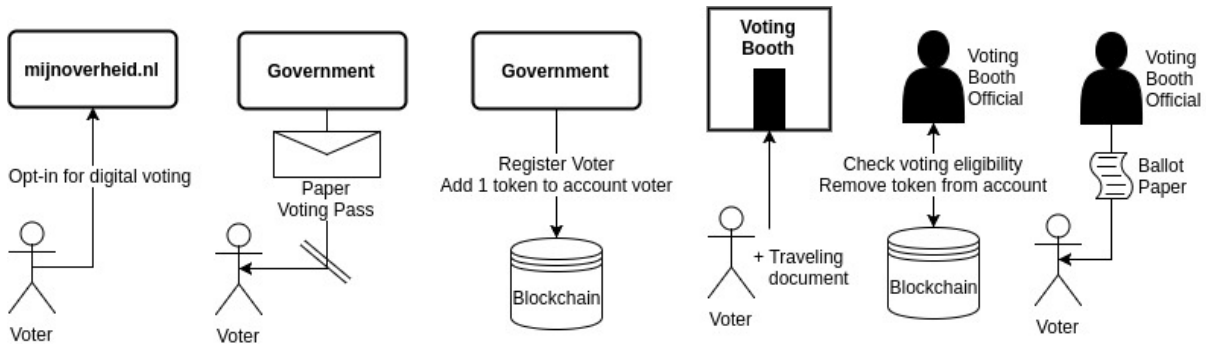 mijnoverheid.nl
Opt-in for digital voting
Voter
Government
Paper
Voting Pass
Voter
Government
Register Voter
Add 1 token to account voter
Blockchain
Voting
Booth
+ Traveling
document
Voter
Voting
Booth
Official
Check voting eligibility
Remove token from account
Blockchain
Voting
Booth
Official
Ballot
Paper
Voter